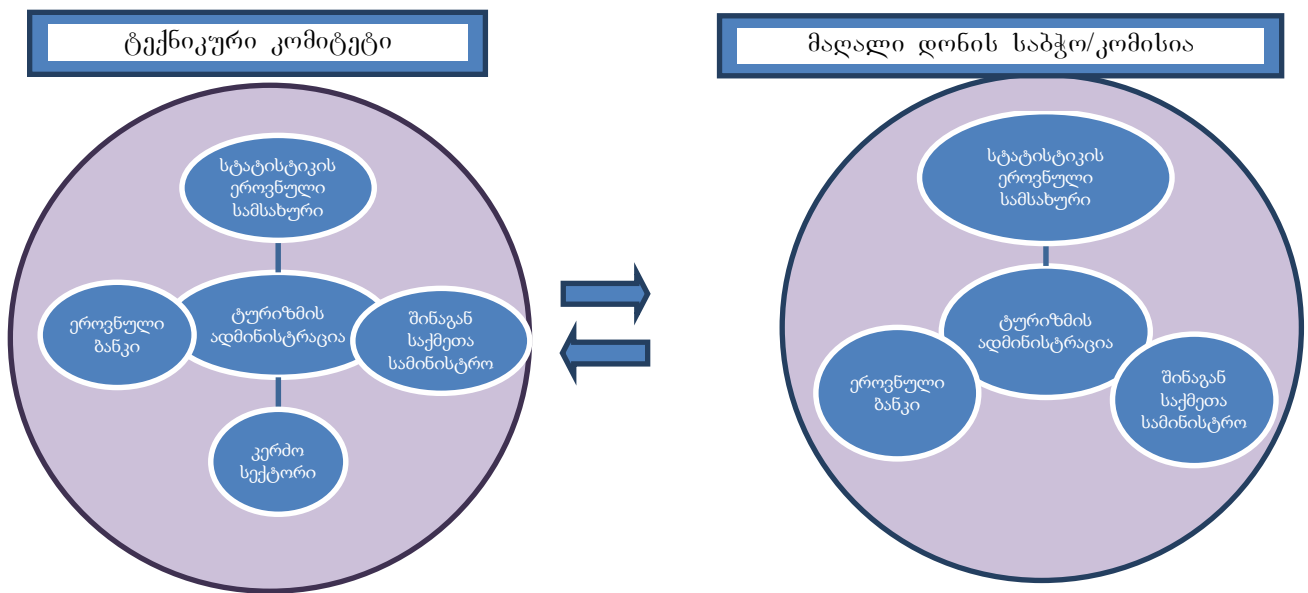 ტექნიკური კომიტეტი
სტატისტიკის
ეროვნული
სამსახური
ეროვნული
ბანკი
ტურიზმის
ადმინისტრაცია
შინაგან
საქმეთა
სამინისტრო
კერძო
სექტორი
მაღალი დონის საბჭო/კომისია
სტატისტიკის
ეროვნული
სამსახური
ტურიზმის
ადმინისტრაცია
ეროვნული
ბანკი
შინაგან
საქმეთა
სამინისტრო